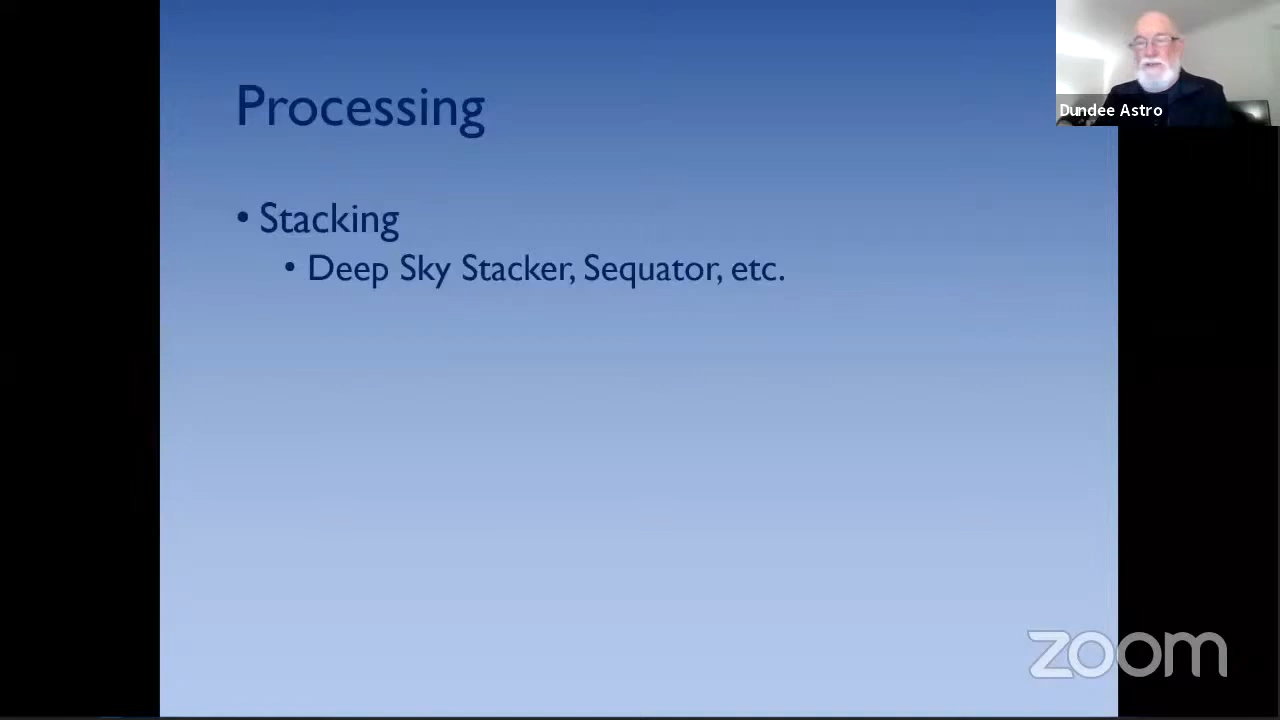 Processing
• Stacking
• Deep Sky Stacker, Sequator, etc.
Dundee Astro
zoom